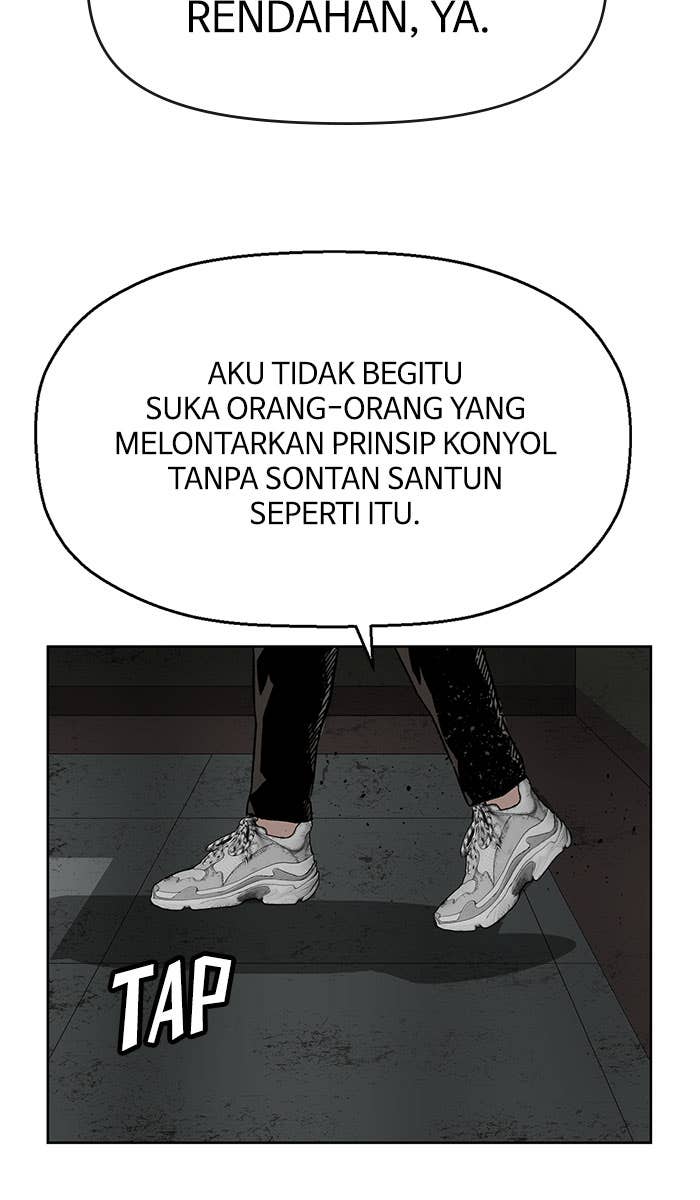 RENDAHAN, YA.
AKU TIDAK BEGITU
SUKA ORANG-ORANG YANG
MELONTARKAN PRINSIP KONYOL
TANPA SONTAN SANTUN
SEPERTI ITU.
TAP